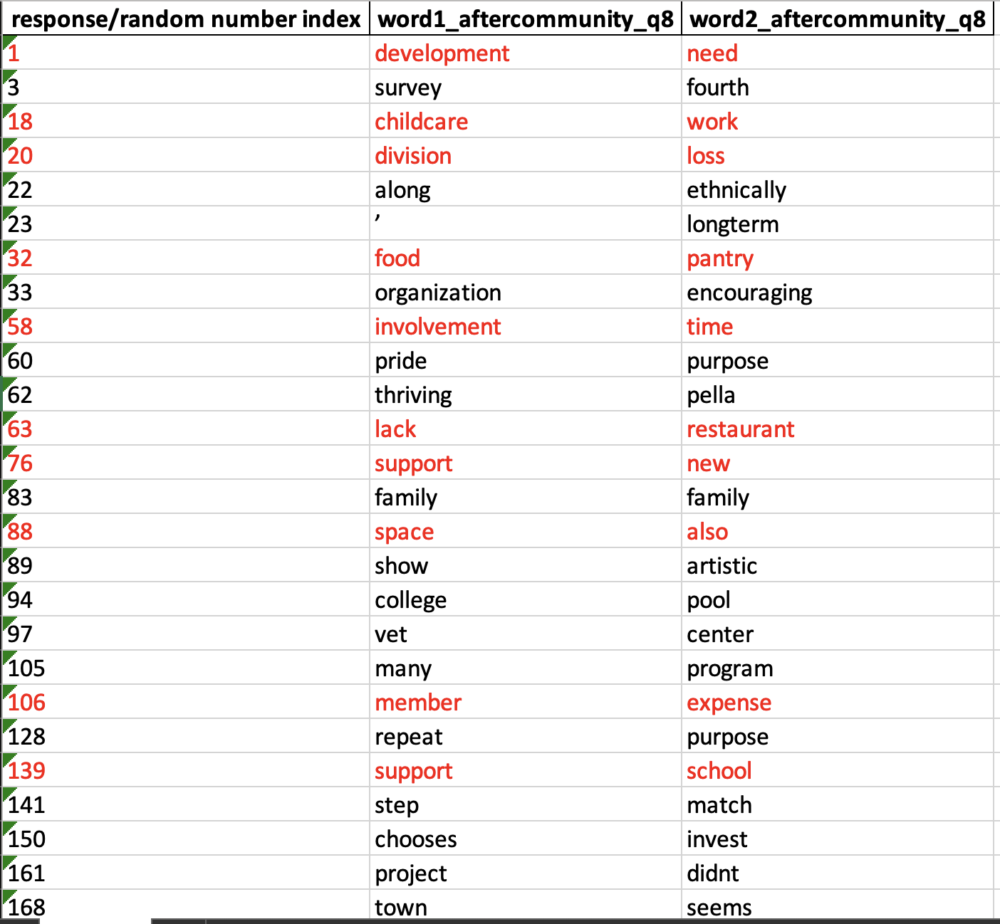 response/random number index word1_aftercommunity_q8 word2_aftercommunity_q8
1 development need
3 survey fourth
18 childcare work
20 division loss
22 along ethnically
23 ’ longterm
32 food pantry
33 organization encouraging
58 involvement time
60 pride purpose
62 thriving pella
63 lack restaurant
76 support new
83 family family
88 space also
89 show artistic
94 college pool
97 vet center
105 many program
106 member expense
128 repeat purpose
139 support school
141 step match
150 chooses invest
161 project didnt
168 town seems